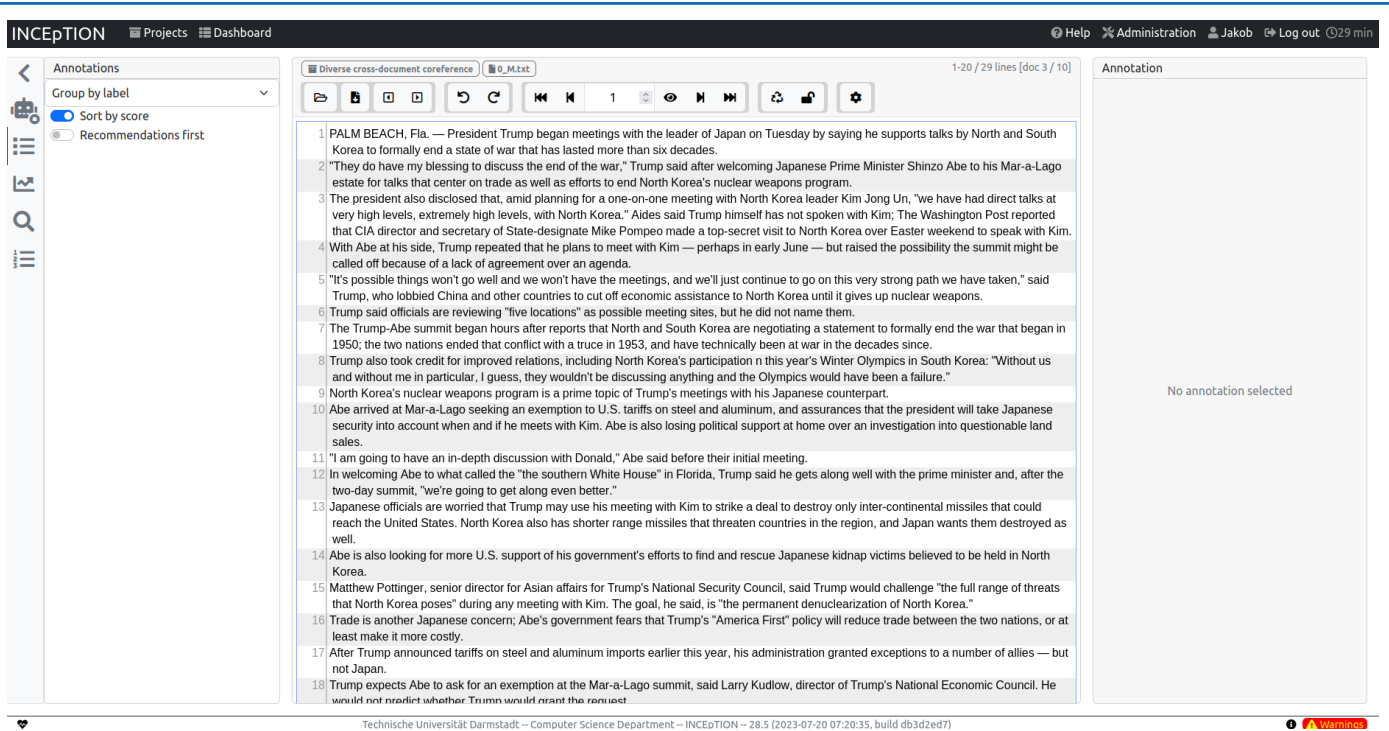 INCEpTION Projects Dashboard Help Administration Jakob Log out 29 min
Annotations
Group by label
Sort by score
Recommendations first
Diverse cross-document coreference 0_M.txt 1-20 / 29 lines [doc 3 / 10]
1
1 PALM BEACH, Fla. — President Trump began meetings with the leader of Japan on Tuesday by saying he supports talks by North and South
Korea to formally end a state of war that has lasted more than six decades.
2 "They do have my blessing to discuss the end of the war," Trump said after welcoming Japanese Prime Minister Shinzo Abe to his Mar-a-Lago
estate for talks that center on trade as well as efforts to end North Korea's nuclear weapons program.
3 The president also disclosed that, amid planning for a one-on-one meeting with North Korea leader Kim Jong Un, "we have had direct talks at
very high levels, extremely high levels, with North Korea." Aides said Trump himself has not spoken with Kim; The Washington Post reported
that CIA director and secretary of State-designate Mike Pompeo made a top-secret visit to North Korea over Easter weekend to speak with Kim.
4 With Abe at his side, Trump repeated that he plans to meet with Kim — perhaps in early June — but raised the possibility the summit might be
called off because of a lack of agreement over an agenda.
5 "It's possible things won't go well and we won't have the meetings, and we'll just continue to go on this very strong path we have taken," said
Trump, who lobbied China and other countries to cut off economic assistance to North Korea until it gives up nuclear weapons.
6 Trump said officials are reviewing "five locations" as possible meeting sites, but he did not name them.
7 The Trump-Abe summit began hours after reports that North and South Korea are negotiating a statement to formally end the war that began in
1950; the two nations ended that conflict with a truce in 1953, and have technically been at war in the decades since.
8 Trump also took credit for improved relations, including North Korea's participation n this year's Winter Olympics in South Korea: "Without us
and without me in particular, I guess, they wouldn't be discussing anything and the Olympics would have been a failure."
9 North Korea's nuclear weapons program is a prime topic of Trump's meetings with his Japanese counterpart.
10 Abe arrived at Mar-a-Lago seeking an exemption to U.S. tariffs on steel and aluminum, and assurances that the president will take Japanese
security into account when and if he meets with Kim. Abe is also losing political support at home over an investigation into questionable land
sales.
11 "I am going to have an in-depth discussion with Donald," Abe said before their initial meeting.
12 In welcoming Abe to what called the "the southern White House" in Florida, Trump said he gets along well with the prime minister and, after the
two-day summit, "we're going to get along even better."
13 Japanese officials are worried that Trump may use his meeting with Kim to strike a deal to destroy only inter-continental missiles that could
reach the United States. North Korea also has shorter range missiles that threaten countries in the region, and Japan wants them destroyed as
well.
14 Abe is also looking for more U.S. support of his government's efforts to find and rescue Japanese kidnap victims believed to be held in North
Korea.
15 Matthew Pottinger, senior director for Asian affairs for Trump's National Security Council, said Trump would challenge "the full range of threats
that North Korea poses" during any meeting with Kim. The goal, he said, is "the permanent denuclearization of North Korea."
16 Trade is another Japanese concern; Abe's government fears that Trump's "America First" policy will reduce trade between the two nations, or at
least make it more costly.
17 After Trump announced tariffs on steel and aluminum imports earlier this year, his administration granted exceptions to a number of allies — but
not Japan.
18 Trump expects Abe to ask for an exemption at the Mar-a-Lago summit, said Larry Kudlow, director of Trump's National Economic Council. He
would not predict whether Trump would grant the request.
Annotation
No annotation selected
Technische Universität Darmstadt -- Computer Science Department -- INCEpTION -- 28.5 (2023-07-20 07:20:35, build db3d2ed7)
Warnings